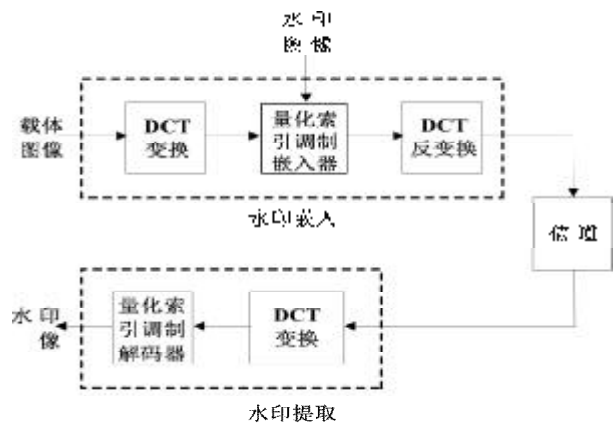 水印
图像
载体
图像
DCT
变换
量化索
引调制
嵌入器
DCT
反变换
水印嵌入
信道
水印
像
量化索
引调制
解码器
DCT
变换
水印提取